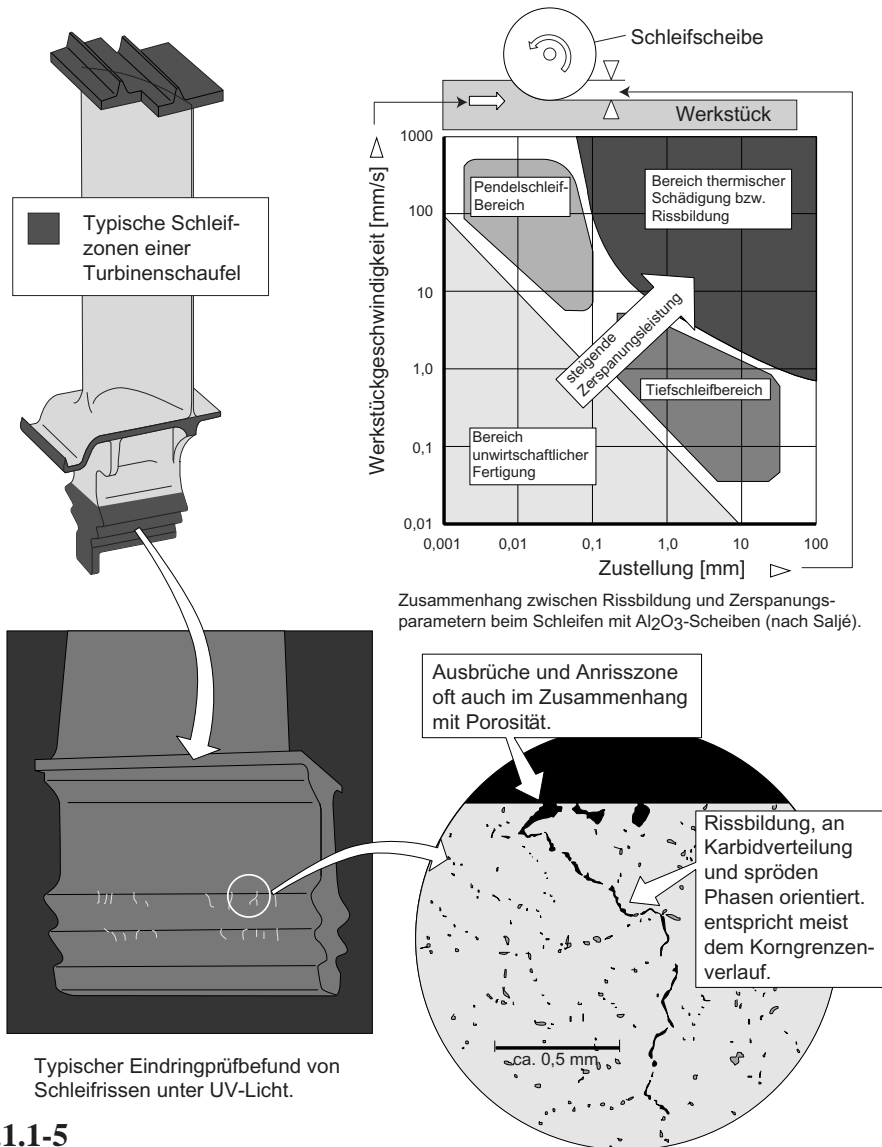 Schleifscheibe
Werkstück
Typische Schleif-
zonen einer
Turbinenschaufel
Werkstückgeschwindigkeit [mm/s]
1000
100
10
1,0
0,1
0,01
Pendelschleif-
Bereich
Bereich thermischer
Schädigung bzw.
Rissbildung
steigende
Zerspanungsleistung
Tiefschleifbereich
Bereich
unwirtschaftlicher
Fertigung
0,001 0,01 0,1 1,0 10 100
Zustellung [mm]
Zusammenhang zwischen Rissbildung und Zerspanungs-
parametern beim Schleifen mit Al2O3-Scheiben (nach Saljé).
Ausbrüche und Anrisszone
oft auch im Zusammenhang
mit Porosität.
Rissbildung, an
Karbidverteilung
und spröden
Phasen orientiert.
entspricht meist
dem Korngrenzen-
verlauf.
ca. 0,5 mm
Typischer Eindringprüfbefund von
Schleifrissen unter UV-Licht.
.1.1-5